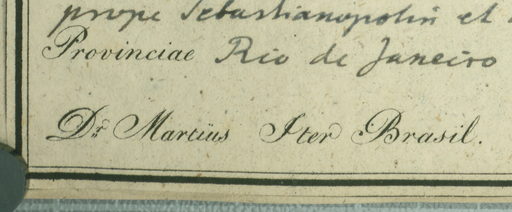 prope Sebastianopolin et
Provinciae Rio de Janeiro
Dr. Martius Iter Brasil.